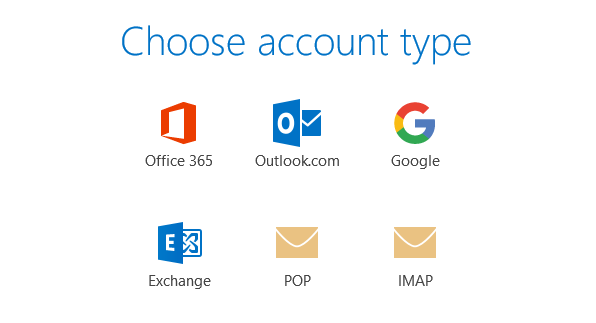 Choose account type
Office 365
Outlook.com
Google
Exchange
POP
IMAP